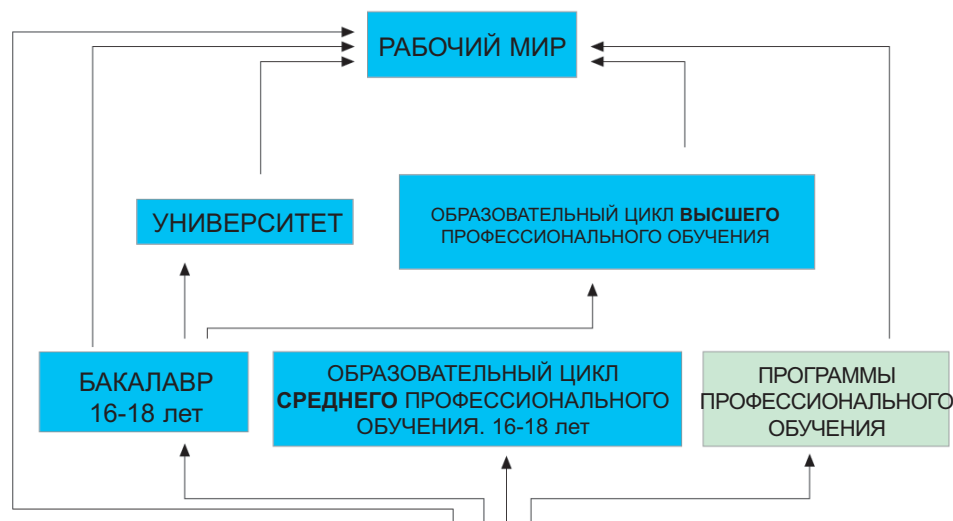 РАБОЧИЙ МИР
УНИВЕРСИТЕТ
ОБРАЗОВАТЕЛЬНЫЙ ЦИКЛ ВЫСШЕГО
ПРОФЕССИОНАЛЬНОГО ОБУЧЕНИЯ
БАКАЛАВР
16-18 лет
ОБРАЗОВАТЕЛЬНЫЙ ЦИКЛ
СРЕДНЕГО ПРОФЕССИОНАЛЬНОГО
ОБУЧЕНИЯ. 16-18 лет
ПРОГРАММЫ
ПРОФЕССИОНАЛЬНОГО
ОБУЧЕНИЯ